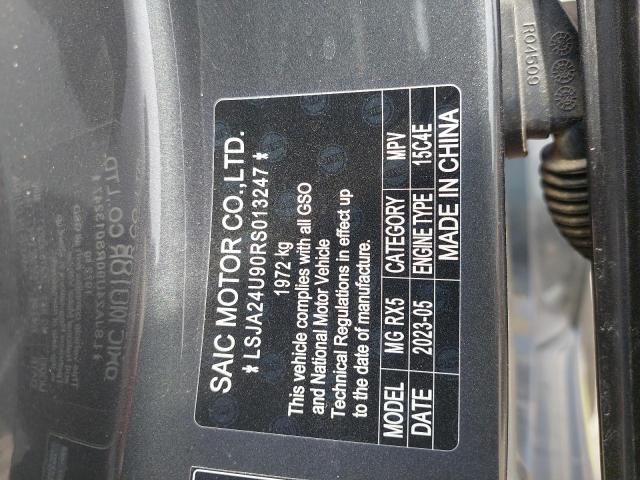 SAIC MOTOR CO.,LTD.
*LSJA24U90RS013247*
1972 kg
This vehicle complies with all GSO
and National Motor Vehicle
Technical Regulations in effect up
to the date of manufacture.
MODEL MG RX5 CATEGORY MPV
DATE 2023-05 ENGINE TYPE 15C4E
MADE IN CHINA
R04509